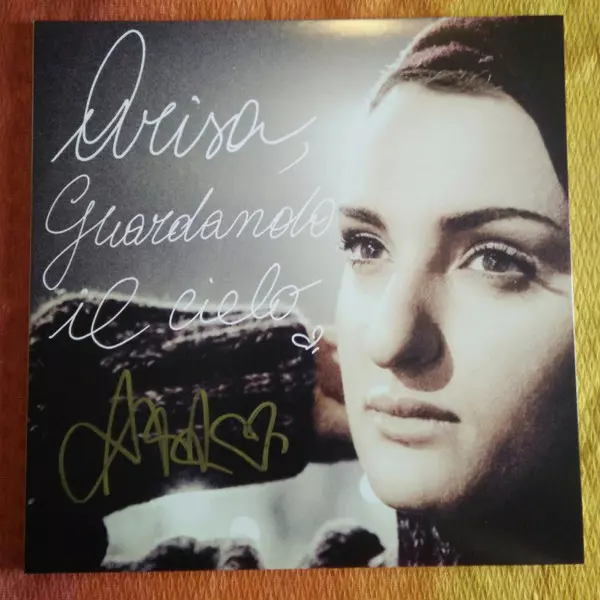 Arisa,
Guardando
il cielo